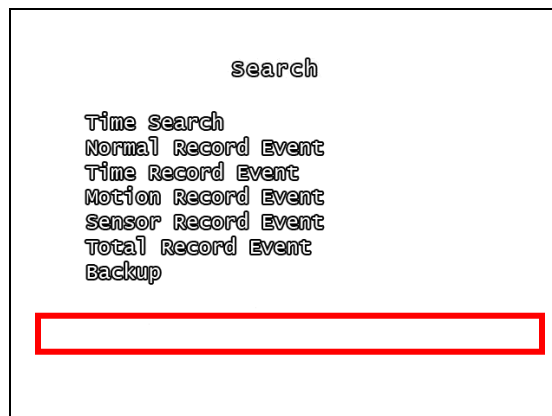 Search
Time Search
Normal Record Event
Time Record Event
Motion Record Event
Sensor Record Event
Total Record Event
Backup